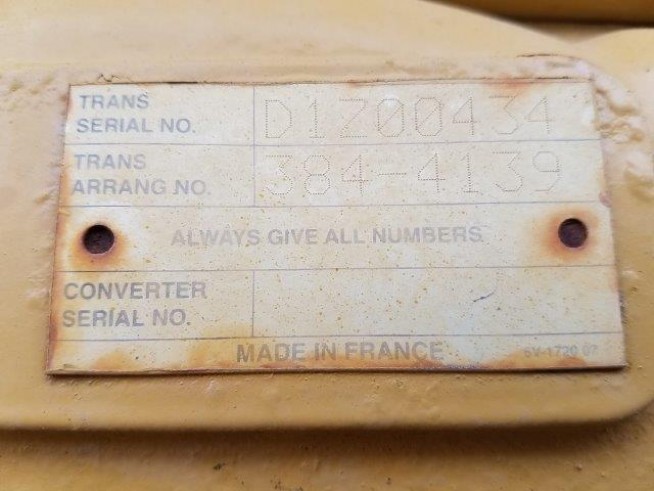 TRANS
SERIAL NO. D1Z00434
TRANS
ARRANG NO. 384-4139
ALWAYS GIVE ALL NUMBERS
CONVERTER
SERIAL NO.
MADE IN FRANCE